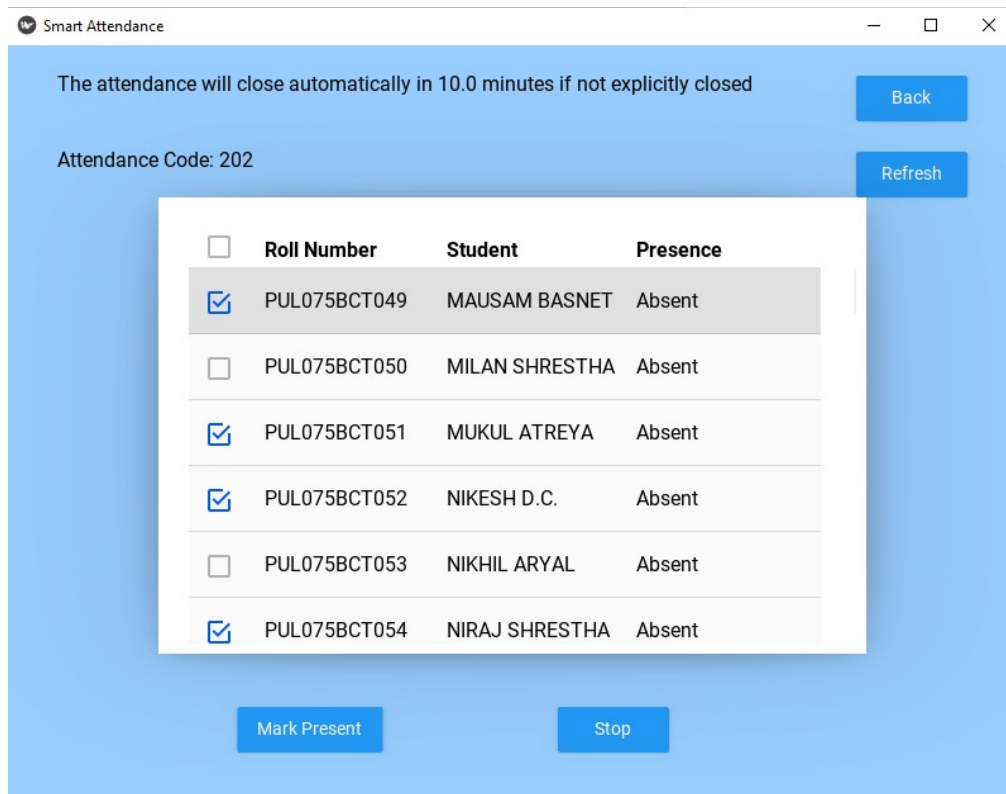 Smart Attendance
The attendance will close automatically in 10.0 minutes if not explicitly closed
Back
Attendance Code: 202
Refresh
Roll Number Student Presence
PUL075BCT049 MAUSAM BASNET Absent
PUL075BCT050 MILAN SHRESTHA Absent
PUL075BCT051 MUKUL ATREYA Absent
PUL075BCT052 NIKESH D.C. Absent
PUL075BCT053 NIKHIL ARYAL Absent
PUL075BCT054 NIRAJ SHRESTHA Absent
Mark Present Stop